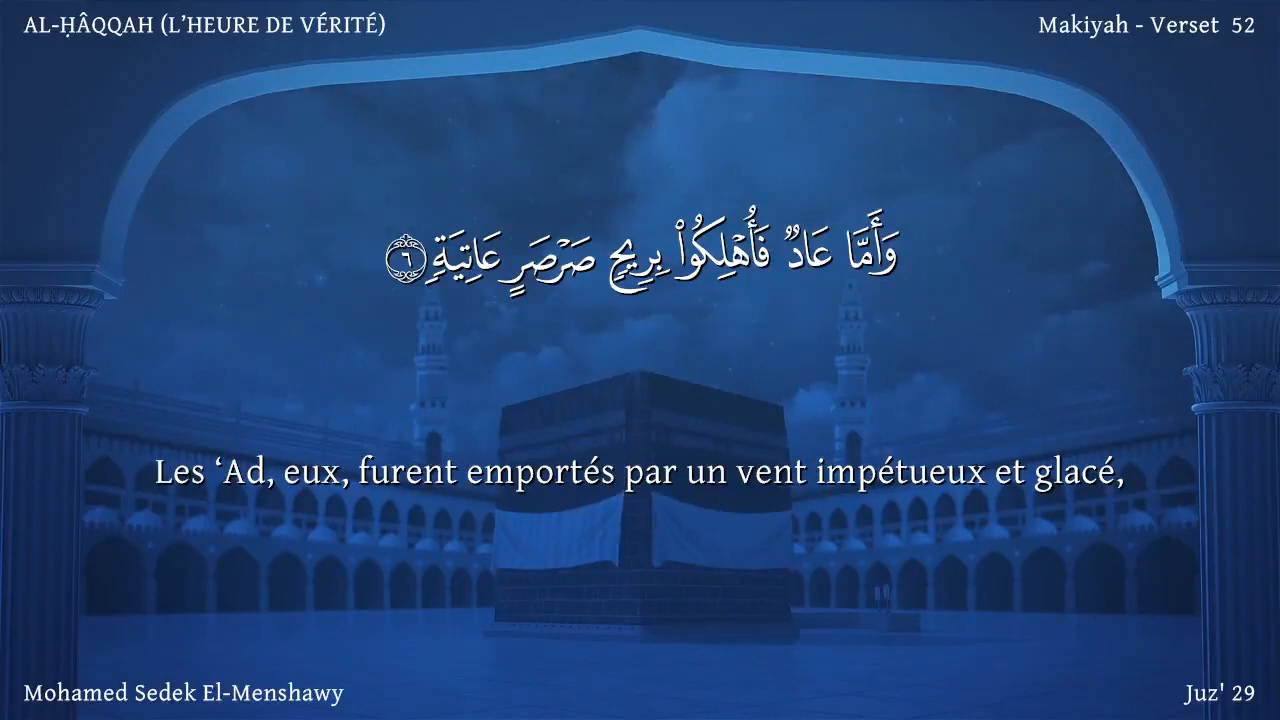 AL-ḤÂQQAH (L’HEURE DE VÉRITÉ)
Makiyah - Verset 52
وَأَمَّا عَادٌ فَأُهْلِكُوا۟ بِرِيحٍ صَرْصَرٍ عَاتِيَةٍ ٦
Les ‘Ad, eux, furent emportés par un vent impétueux et glacé,
Mohamed Sedek El-Menshawy
Juz' 29